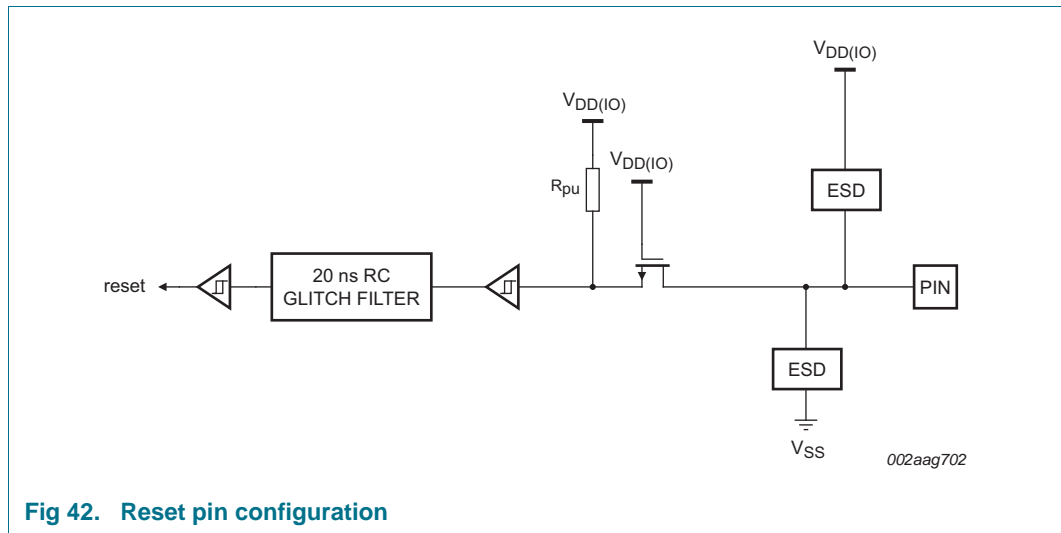 VDD(IO)
VDD(IO)
VDD(IO)
Rpu
ESD
reset
20 ns RC
GLITCH FILTER
PIN
ESD
VSS
002aag702
Fig 42. Reset pin configuration